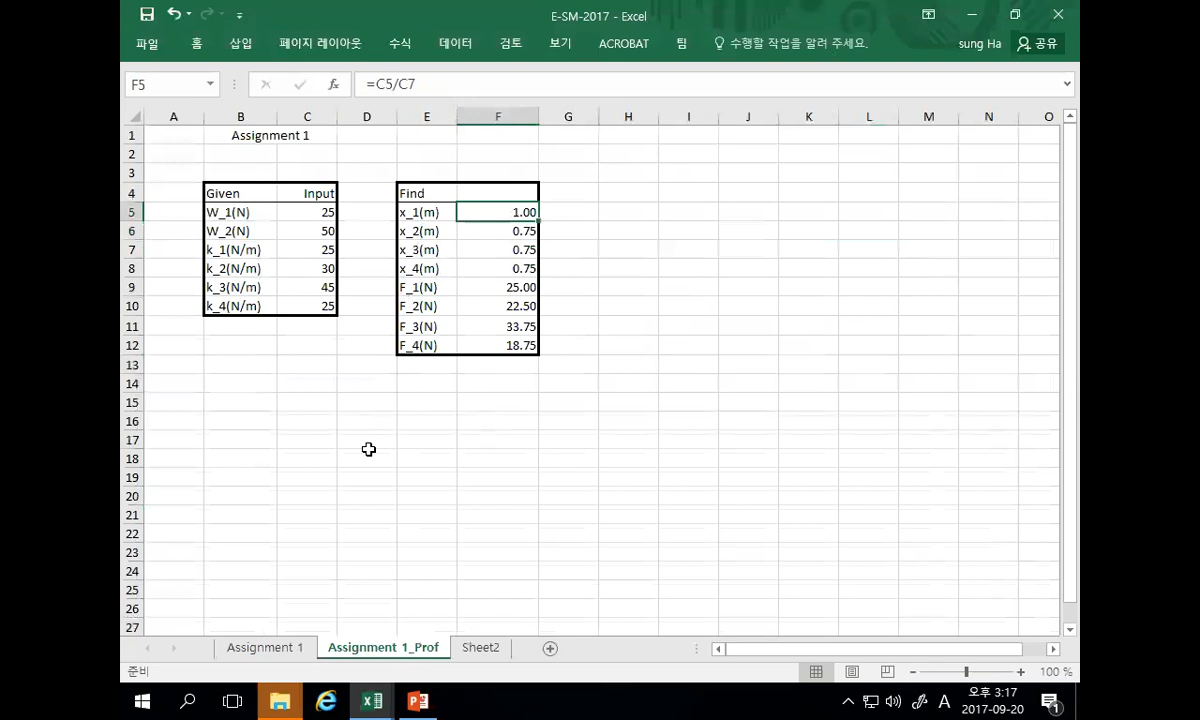 E-SM-2017 - Excel
파일 홈 삽입 페이지 레이아웃 수식 데이터 검토 보기 ACROBAT 팀 수행할 작업을 알려 주세요. sung Ha 공유
F5 fx =C5/C7
A B C D E F G H I J K L M N O
1 Assignment 1
2
3
4 Given Input Find
5 W_1(N) 25 x_1(m) 1.00
6 W_2(N) 50 x_2(m) 0.75
7 k_1(N/m) 25 x_3(m) 0.75
8 k_2(N/m) 30 x_4(m) 0.75
9 k_3(N/m) 45 F_1(N) 25.00
10 k_4(N/m) 25 F_2(N) 22.50
11 F_3(N) 33.75
12 F_4(N) 18.75
13
14
15
16
17
18
19
20
21
22
23
24
25
26
27
Assignment 1 Assignment 1_Prof Sheet2
준비 100 %
A 오후 3:17
2017-09-20 1